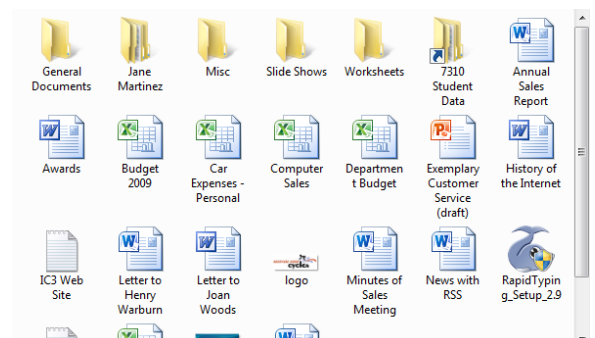 General
Documents
Jane
Martinez
Misc
Slide Shows
Worksheets
7310
Student
Data
Annual
Sales
Report
Awards
Budget
2009
Car
Expenses -
Personal
Computer
Sales
Departmen
t Budget
Exemplary
Customer
Service
(draft)
History of
the Internet
IC3 Web
Site
Letter to
Henry
Warburn
Letter to
Joan
Woods
logo
Minutes of
Sales
Meeting
News with
RSS
RapidTypin
g_Setup_2.9